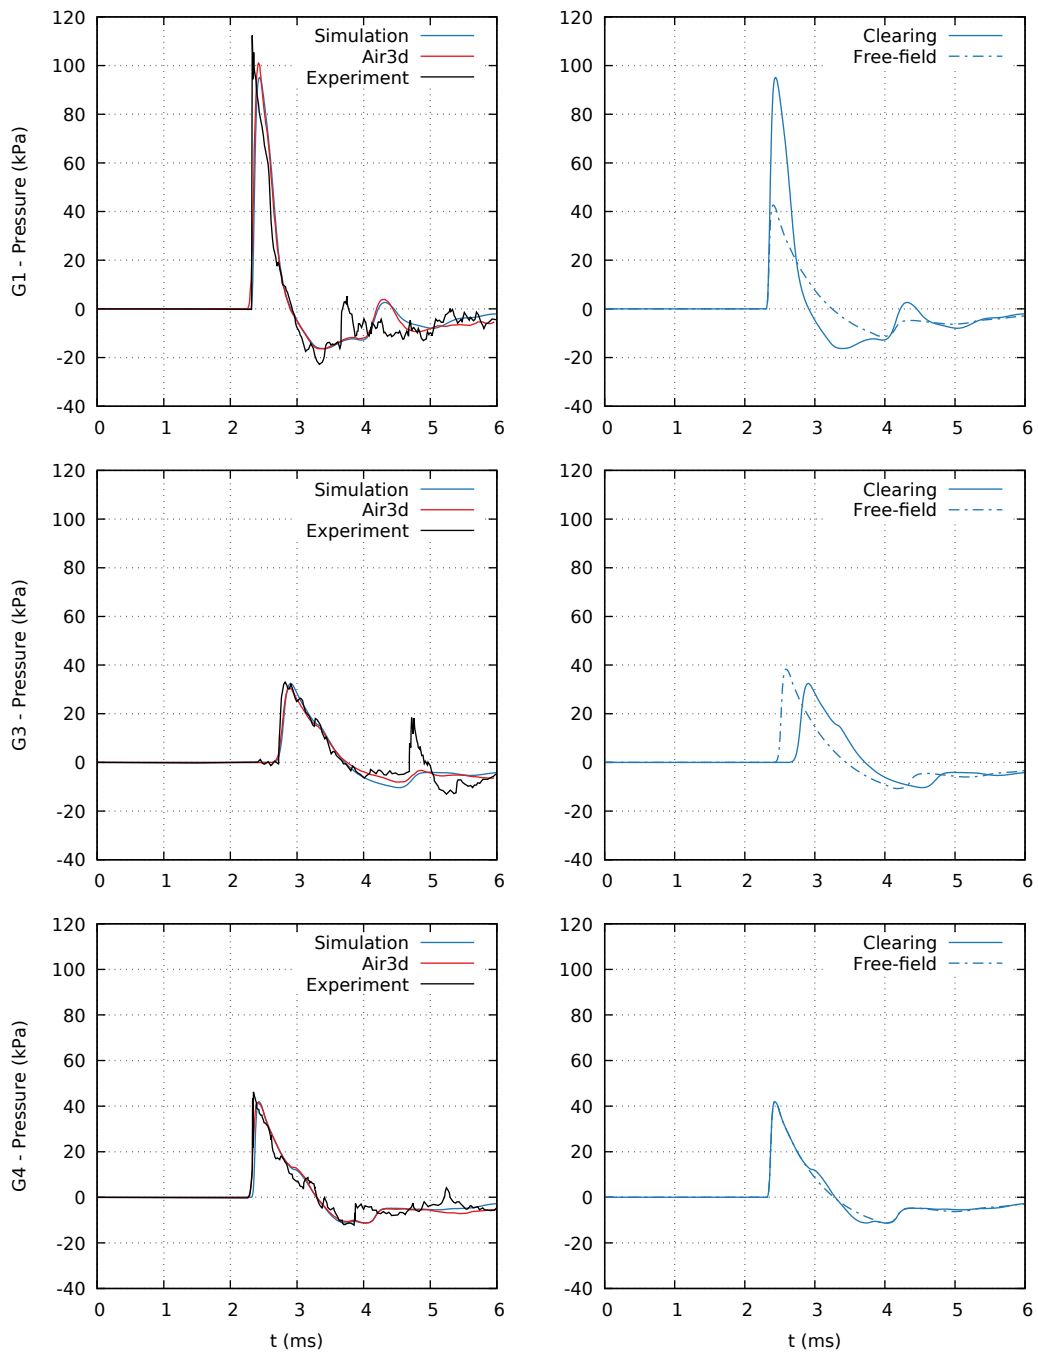 G1 - Pressure (kPa)
120
100
80
60
40
20
0
-20
-40
Simulation
Air3d
Experiment
0 1 2 3 4 5 6
120
100
80
60
40
20
0
-20
-40
Clearing
Free-field
0 1 2 3 4 5 6
G3 - Pressure (kPa)
120
100
80
60
40
20
0
-20
-40
Simulation
Air3d
Experiment
0 1 2 3 4 5 6
120
100
80
60
40
20
0
-20
-40
Clearing
Free-field
0 1 2 3 4 5 6
G4 - Pressure (kPa)
120
100
80
60
40
20
0
-20
-40
Simulation
Air3d
Experiment
0 1 2 3 4 5 6
t (ms)
120
100
80
60
40
20
0
-20
-40
Clearing
Free-field
0 1 2 3 4 5 6
t (ms)